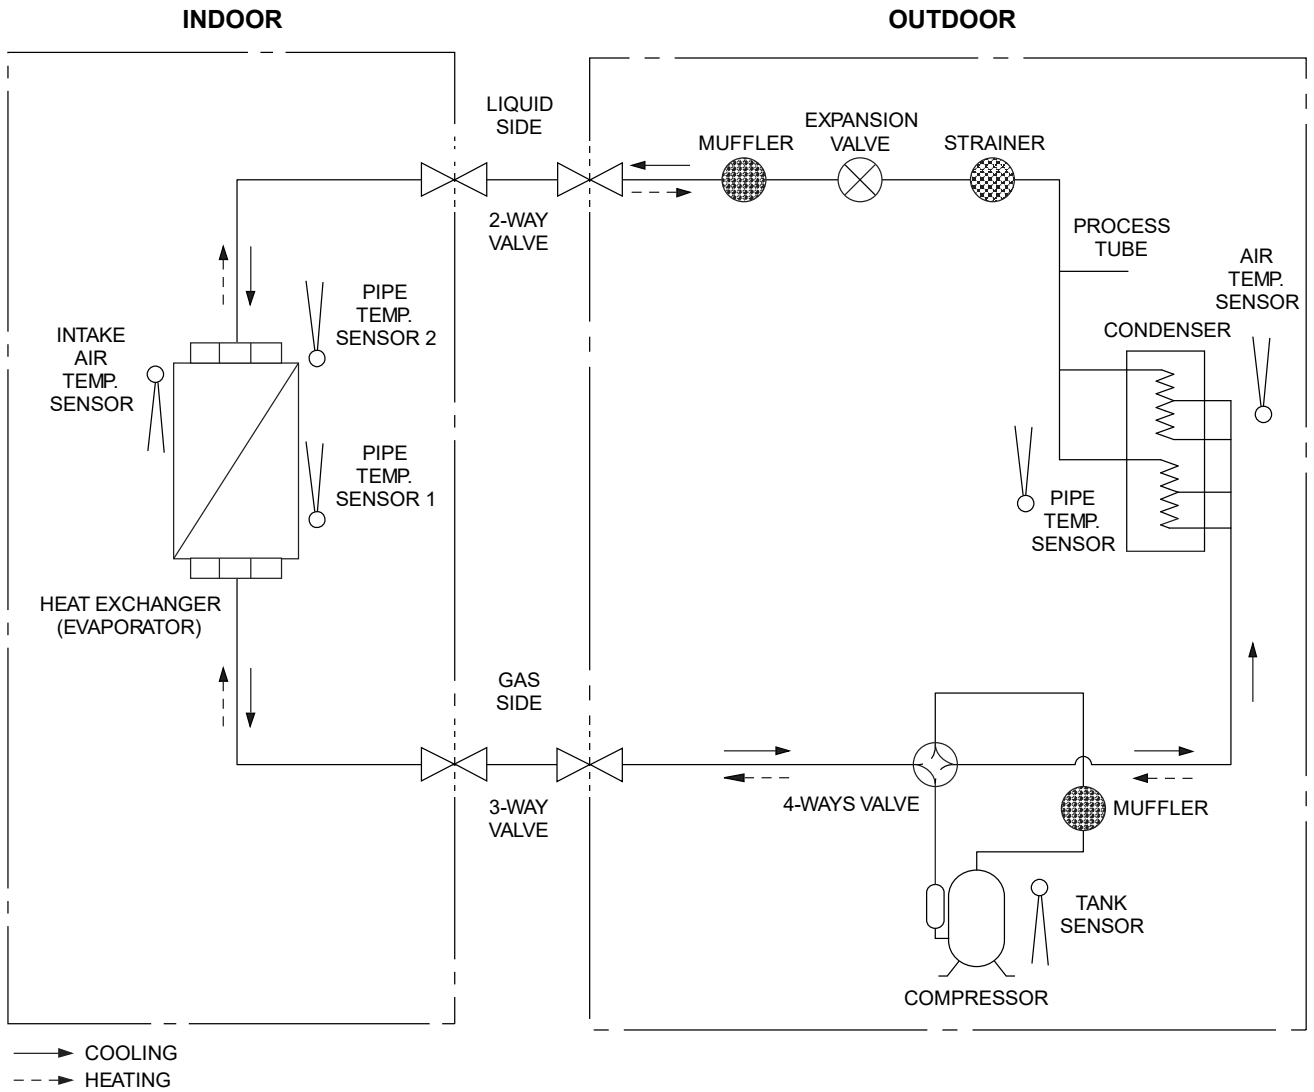 INDOOR
OUTDOOR
LIQUID
SIDE
2-WAY
VALVE
MUFFLER
EXPANSION
VALVE
STRAINER
PROCESS
TUBE
AIR
TEMP.
SENSOR
CONDENSER
PIPE
TEMP.
SENSOR 2
INTAKE
AIR
TEMP.
SENSOR
PIPE
TEMP.
SENSOR 1
PIPE
TEMP.
SENSOR
HEAT EXCHANGER
(EVAPORATOR)
GAS
SIDE
3-WAY
VALVE
4-WAYS VALVE
MUFFLER
TANK
SENSOR
COMPRESSOR
COOLING
HEATING